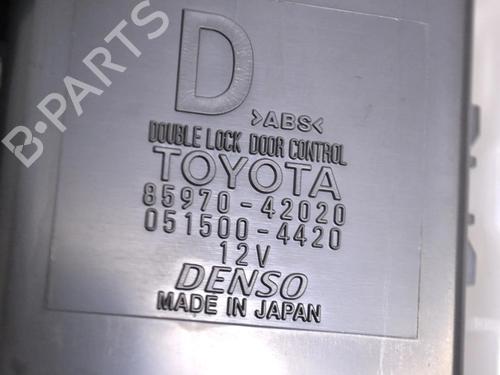 B-PARTS
D
>ABS<
DOUBLE LOCK DOOR CONTROL
TOYOTA
85970-42020
051500-4420
12V
DENSO
MADE IN JAPAN